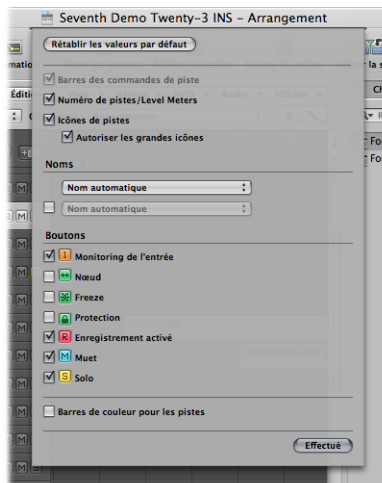 Seventh Demo Twenty-3 INS - Arrangement
Rétablir les valeurs par défaut
Barres des commandes de piste
Numéro de pistes/Level Meters
Icônes de pistes
Autoriser les grandes icônes
Noms
Nom automatique
Nom automatique
Boutons
I Monitoring de l'entrée
Nœud
Freeze
Protection
R Enregistrement activé
M Muet
S Solo
Barres de couleur pour les pistes
Effectué